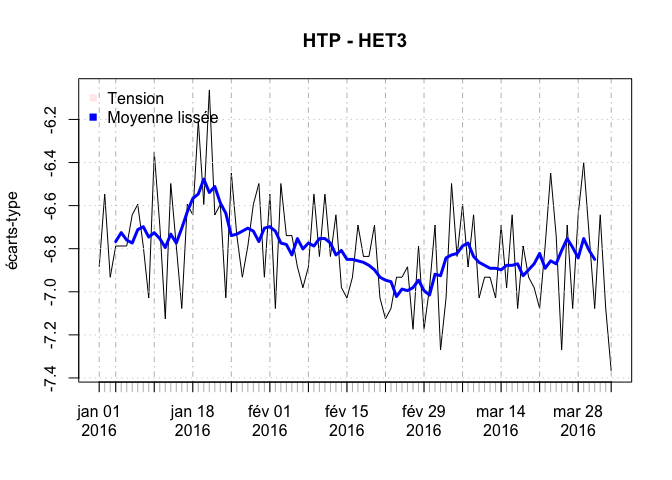 HTP - HET3
Tension
Moyenne lissée
écarts-type
-6.2
-6.4
-6.6
-6.8
-7.0
-7.2
-7.4
jan 01
2016
jan 18
2016
fév 01
2016
fév 15
2016
fév 29
2016
mar 14
2016
mar 28
2016